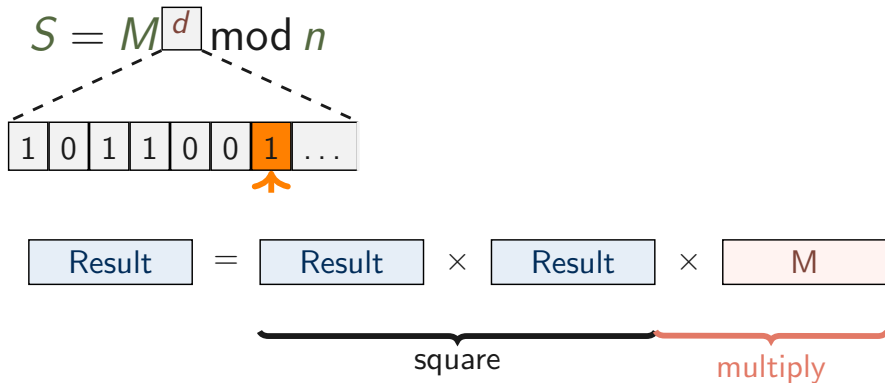 S = M^d mod n
1 0 1 1 0 0 1 ...
Result = Result × Result × M
square multiply